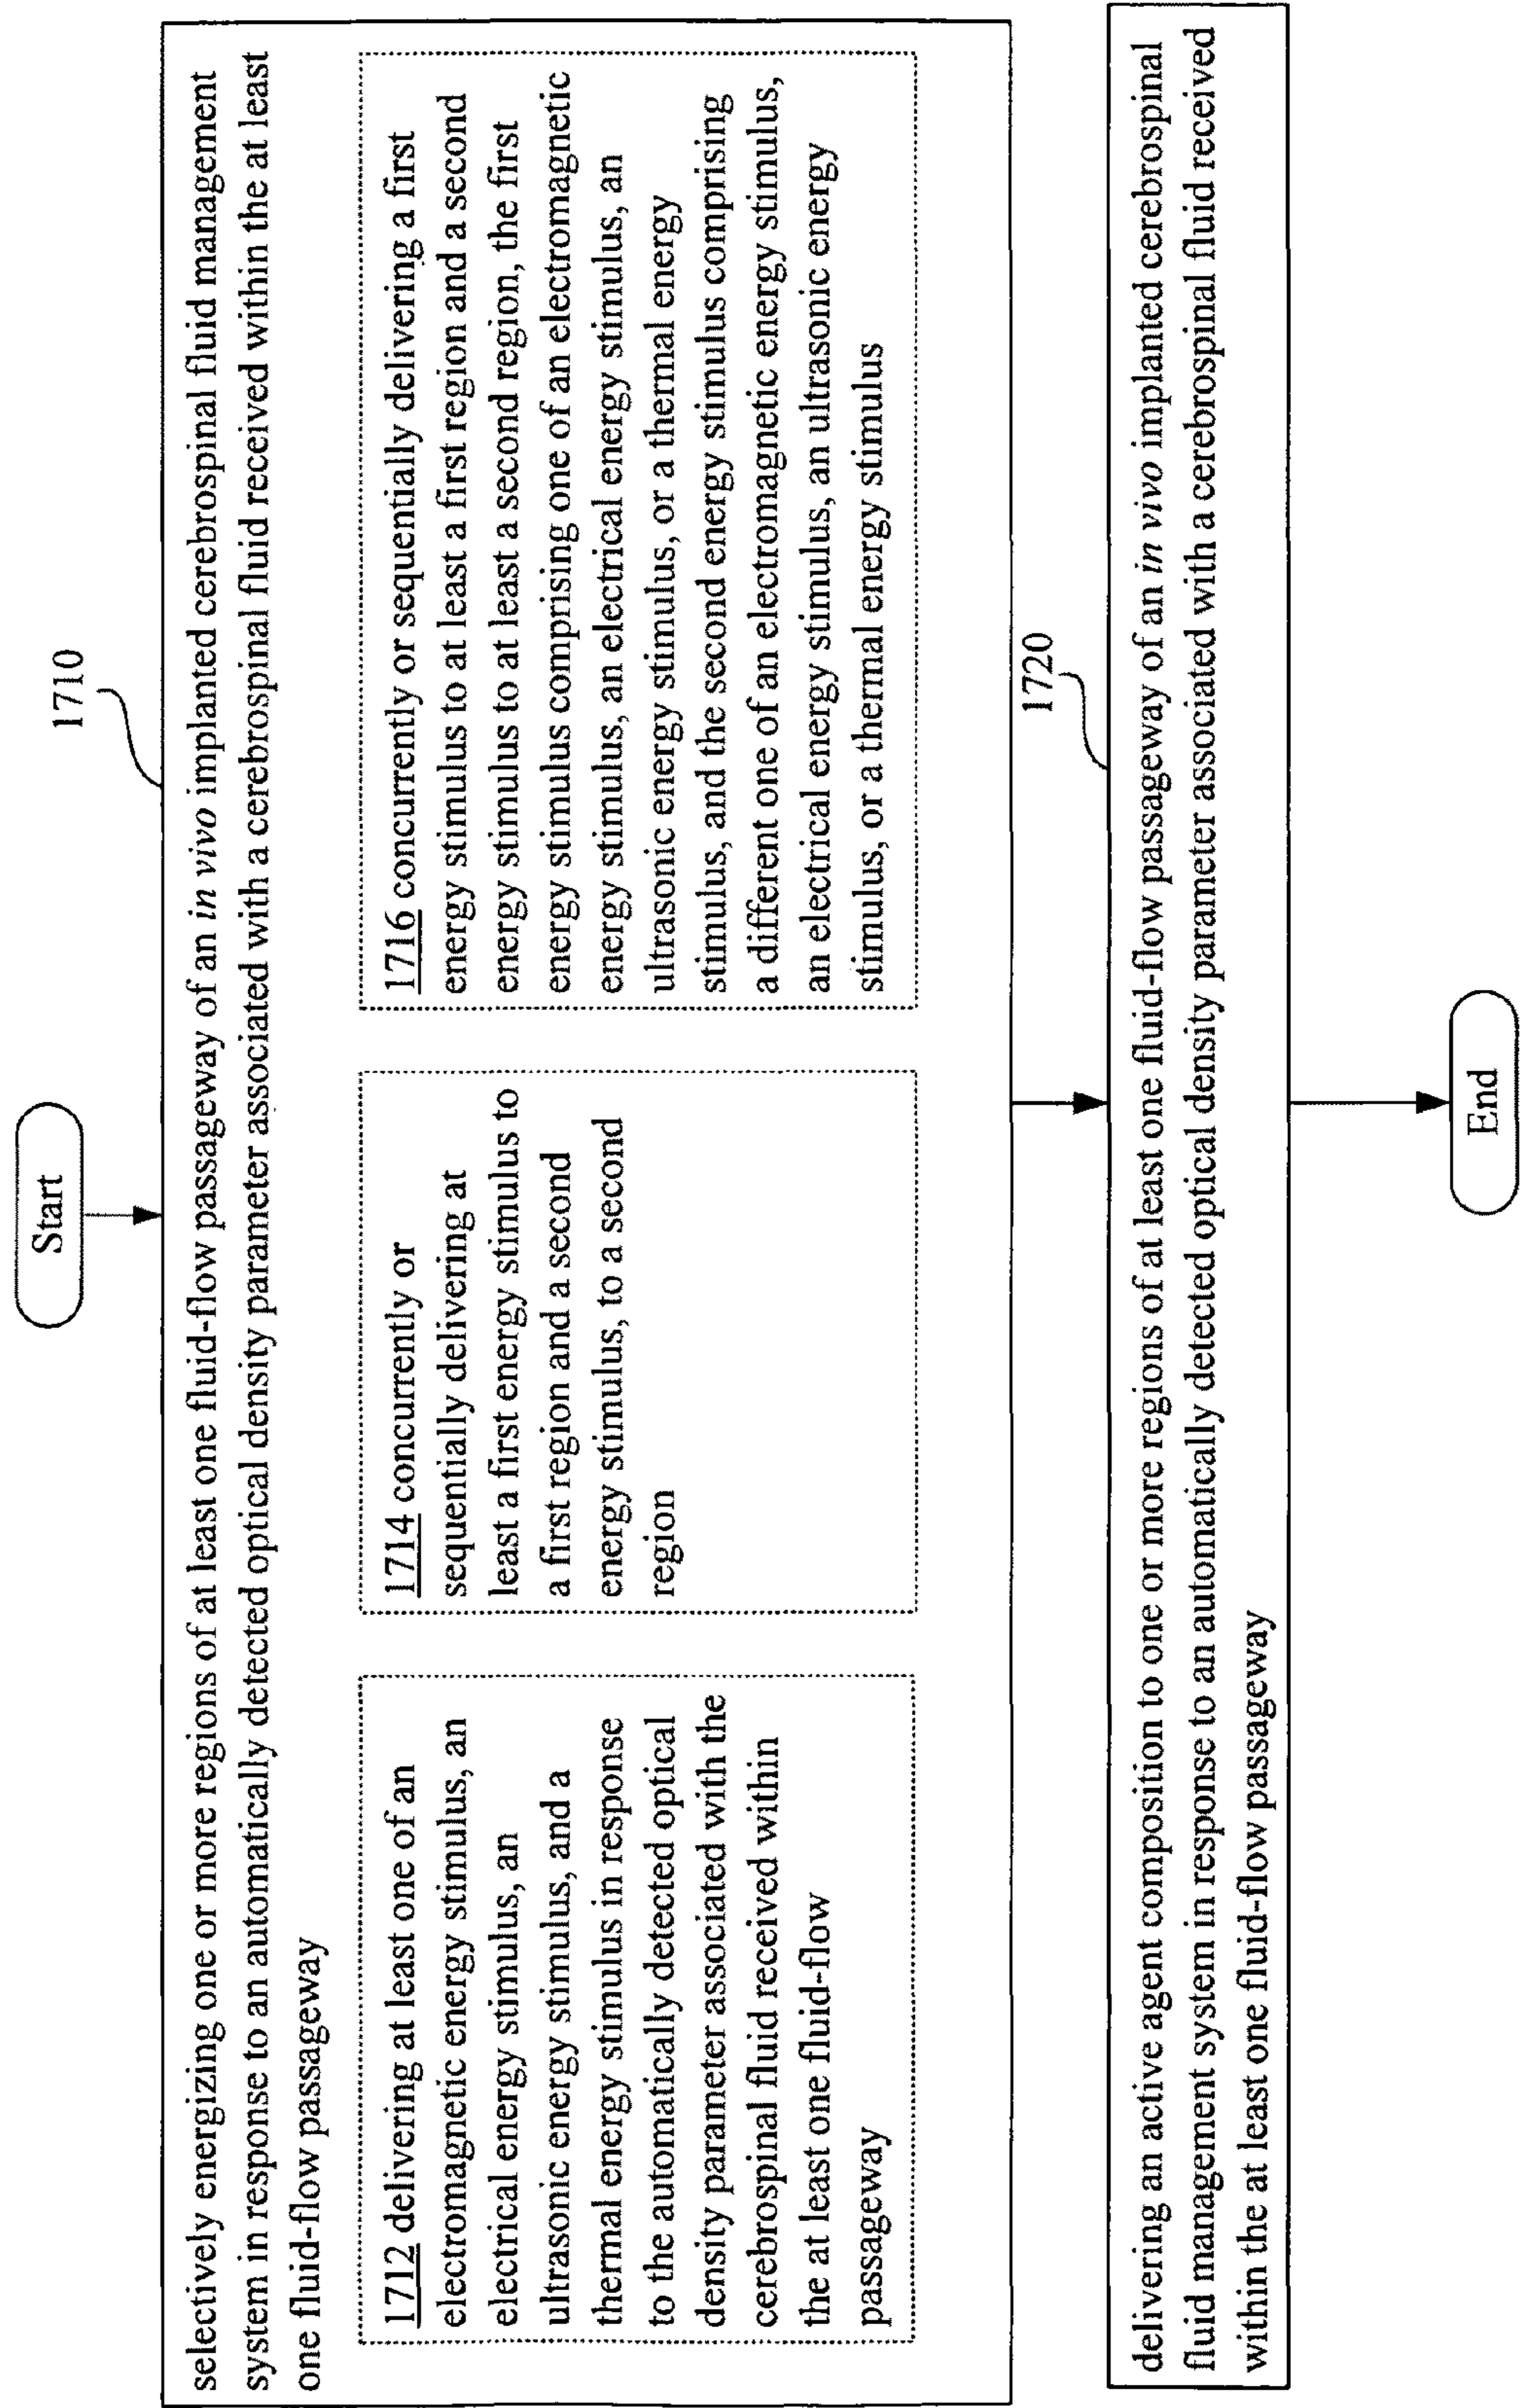 Start
1710
selectively energizing one or more regions of at least one fluid-flow passageway of an in vivo implanted cerebrospinal fluid management
system in response to an automatically detected optical density parameter associated with a cerebrospinal fluid received within the at least
one fluid-flow passageway
1712 delivering at least one of an
electromagnetic energy stimulus, an
electrical energy stimulus, an
ultrasonic energy stimulus, and a
thermal energy stimulus in response
to the automatically detected optical
density parameter associated with the
cerebrospinal fluid received within
the at least one fluid-flow
passageway
1714 concurrently or
sequentially delivering at
least a first energy stimulus to
a first region and a second
energy stimulus, to a second
region
1716 concurrently or sequentially delivering a first
energy stimulus to at least a first region and a second
energy stimulus to at least a second region, the first
energy stimulus comprising one of an electromagnetic
energy stimulus, an electrical energy stimulus, an
ultrasonic energy stimulus, or a thermal energy
stimulus, and the second energy stimulus comprising
a different one of an electromagnetic energy stimulus,
an electrical energy stimulus, an ultrasonic energy
stimulus, or a thermal energy stimulus
1720
delivering an active agent composition to one or more regions of at least one fluid-flow passageway of an in vivo implanted cerebrospinal
fluid management system in response to an automatically detected optical density parameter associated with a cerebrospinal fluid received
within the at least one fluid-flow passageway
End